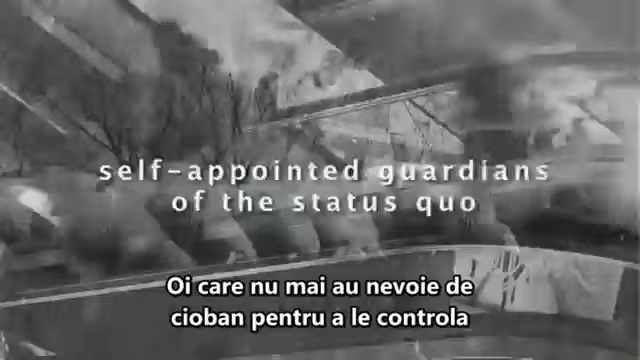 self-appointed guardians
of the status quo
Oi care nu mai au nevoie de
cioban pentru a le controla